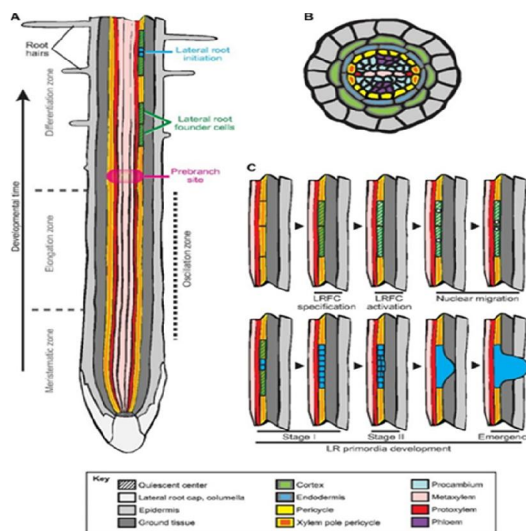 A
Root hairs
Lateral root initiation
Lateral root founder cells
Prebranch site
Developmental time
Differentiation zone
Elongation zone
Meristematic zone
Oscillation zone
B
C
LRFC specification
LRFC activation
Nuclear migration
Stage I
Stage II
Emergence
LR primordia development
Key
Quiescent center
Lateral root cap, columella
Epidermis
Ground tissue
Cortex
Endodermis
Pericycle
Xylem pole pericycle
Procambium
Metaxylem
Protoxylem
Phloem